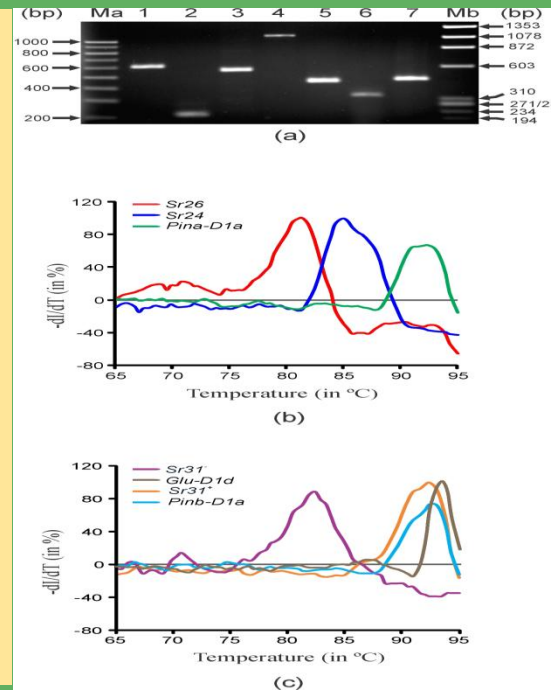 (bp) Ma 1 2 3 4 5 6 7 Mb (bp)
1000
800
600
400
200
1353
1078
872
603
310
271/2
234
194
(a)
Sr26
Sr24
Pina-D1a
-dI/dT (in %)
120
80
40
0
-40
-80
65 70 75 80 85 90 95
Temperature (in °C)
(b)
Sr31-
Glu-D1d
Sr31+
Pinb-D1a
-dI/dT (in %)
120
80
40
0
-40
-80
65 70 75 80 85 90 95
Temperature (in °C)
(c)